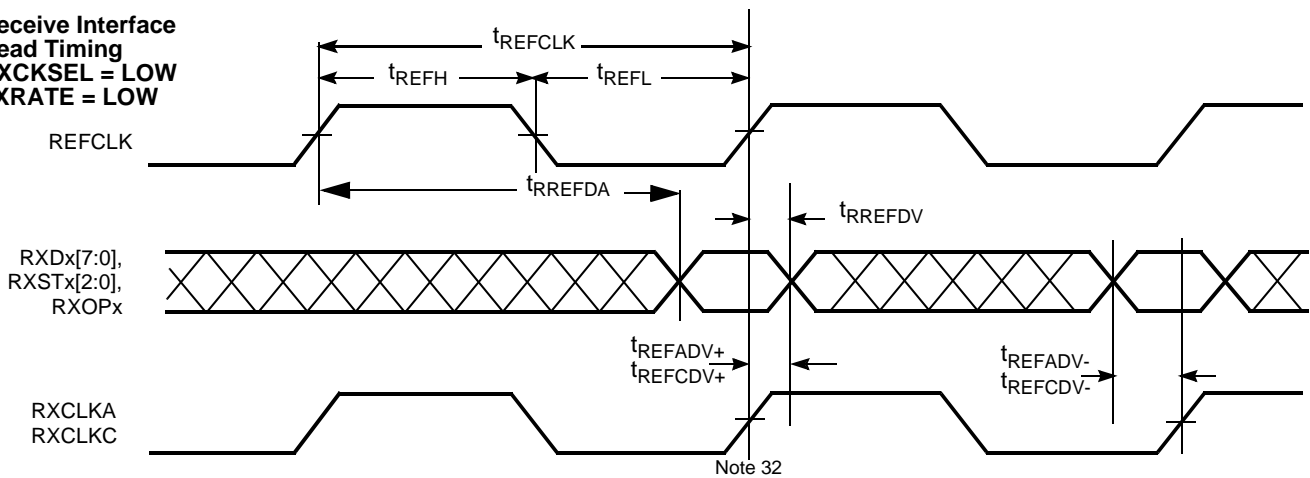 eceive Interface
ead Timing
XCKSEL = LOW
XRATE = LOW
tREFCLK
tREFH
tREFL
REFCLK
tRREFDA
tRREFDV
RXDx[7:0],
RXSTx[2:0],
RXOPx
tREFADV+
tREFCDV+
tREFADV-
tREFCDV-
RXCLKA
RXCLKC
Note 32